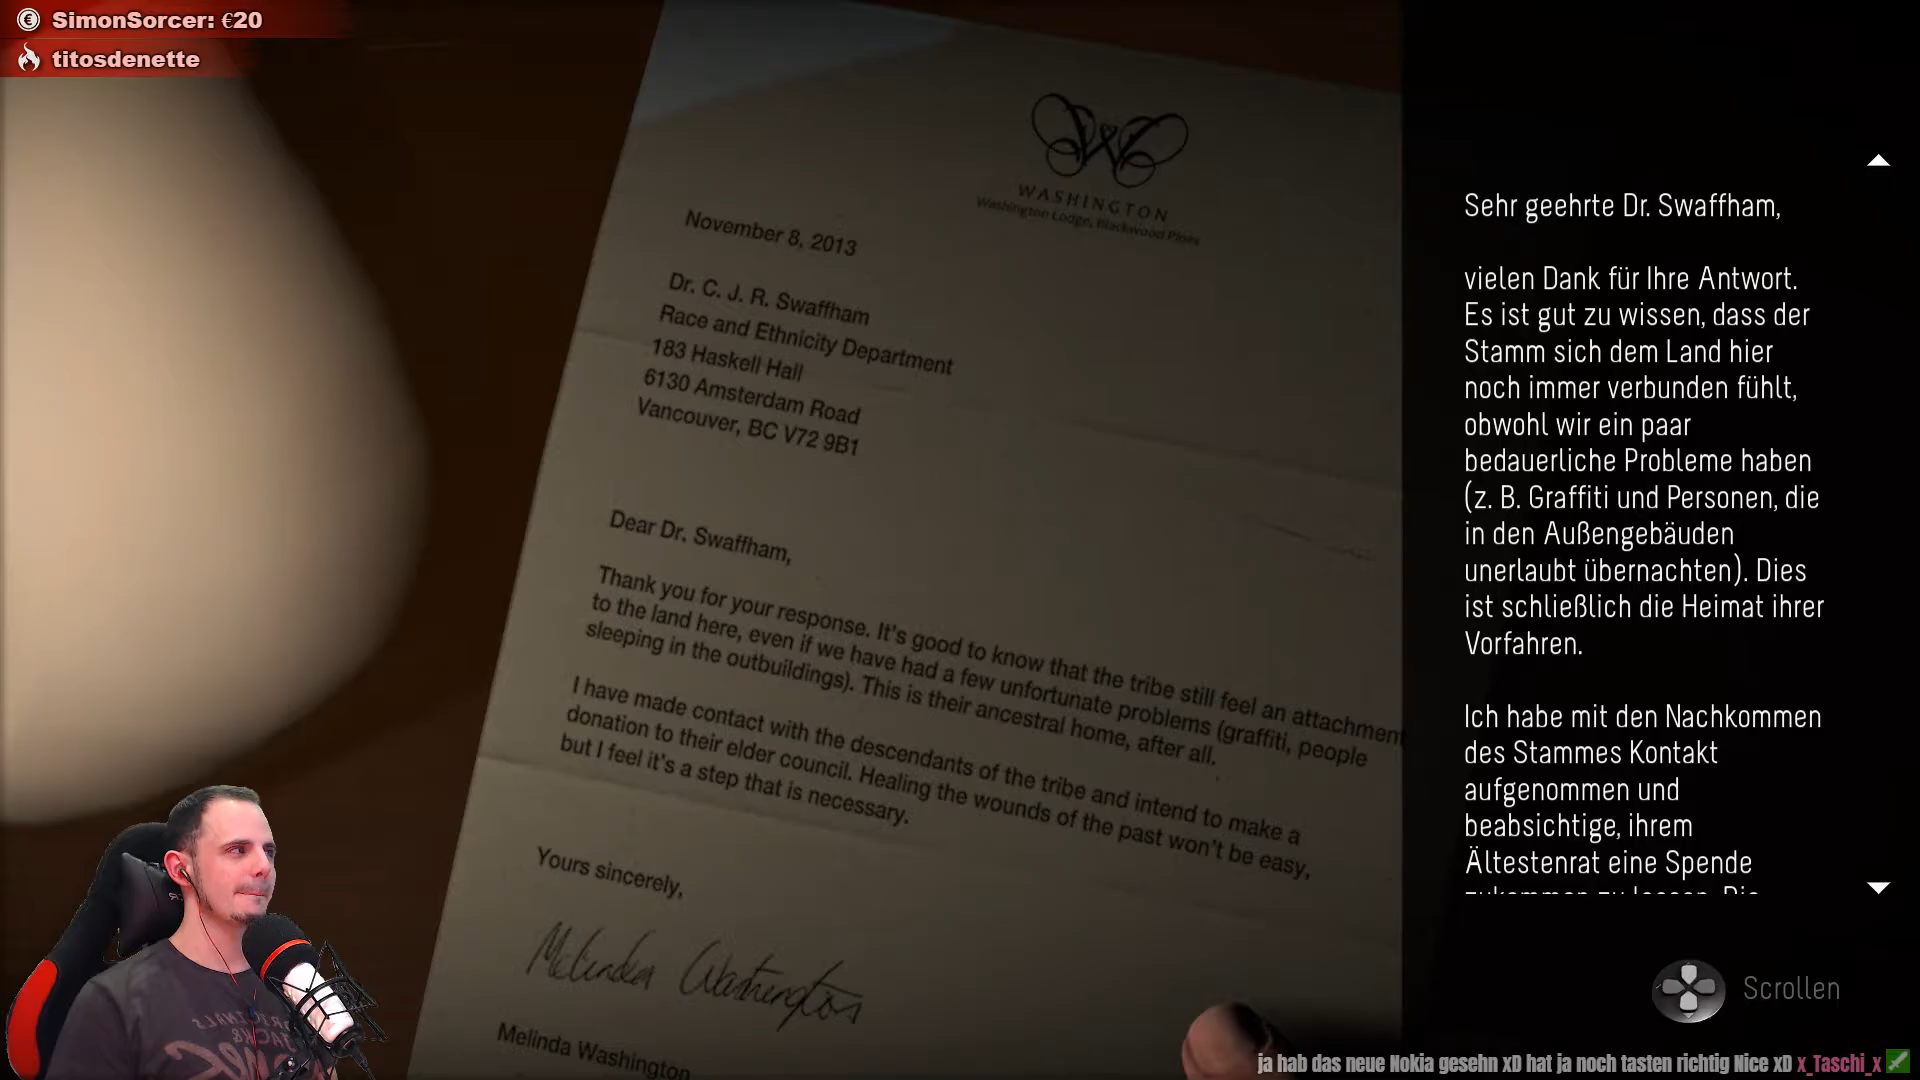 SimonSorcer: €20
titosdenette
WASHINGTON
Washington Lodge, Blackwood Pines
November 8, 2013
Dr. C. J. R. Swaffham
Race and Ethnicity Department
183 Haskell Hall
6130 Amsterdam Road
Vancouver, BC V72 9B1
Dear Dr. Swaffham,
Thank you for your response. It's good to know that the tribe still feel an attachment
to the land here, even if we have had a few unfortunate problems (graffiti, people
sleeping in the outbuildings). This is their ancestral home, after all.
I have made contact with the descendants of the tribe and intend to make a
donation to their elder council. Healing the wounds of the past won't be easy,
but I feel it's a step that is necessary.
Yours sincerely,
Melinda Washington
Melinda Washington
Sehr geehrte Dr. Swaffham,
vielen Dank für Ihre Antwort.
Es ist gut zu wissen, dass der
Stamm sich dem Land hier
noch immer verbunden fühlt,
obwohl wir ein paar
bedauerliche Probleme haben
(z. B. Graffiti und Personen, die
in den Außengebäuden
unerlaubt übernachten). Dies
ist schließlich die Heimat ihrer
Vorfahren.
Ich habe mit den Nachkommen
des Stammes Kontakt
aufgenommen und
beabsichtige, ihrem
Ältestenrat eine Spende
Scrollen
ja hab das neue Nokia gesehn xD hat ja noch tasten richtig Nice xD x_Taschi_x